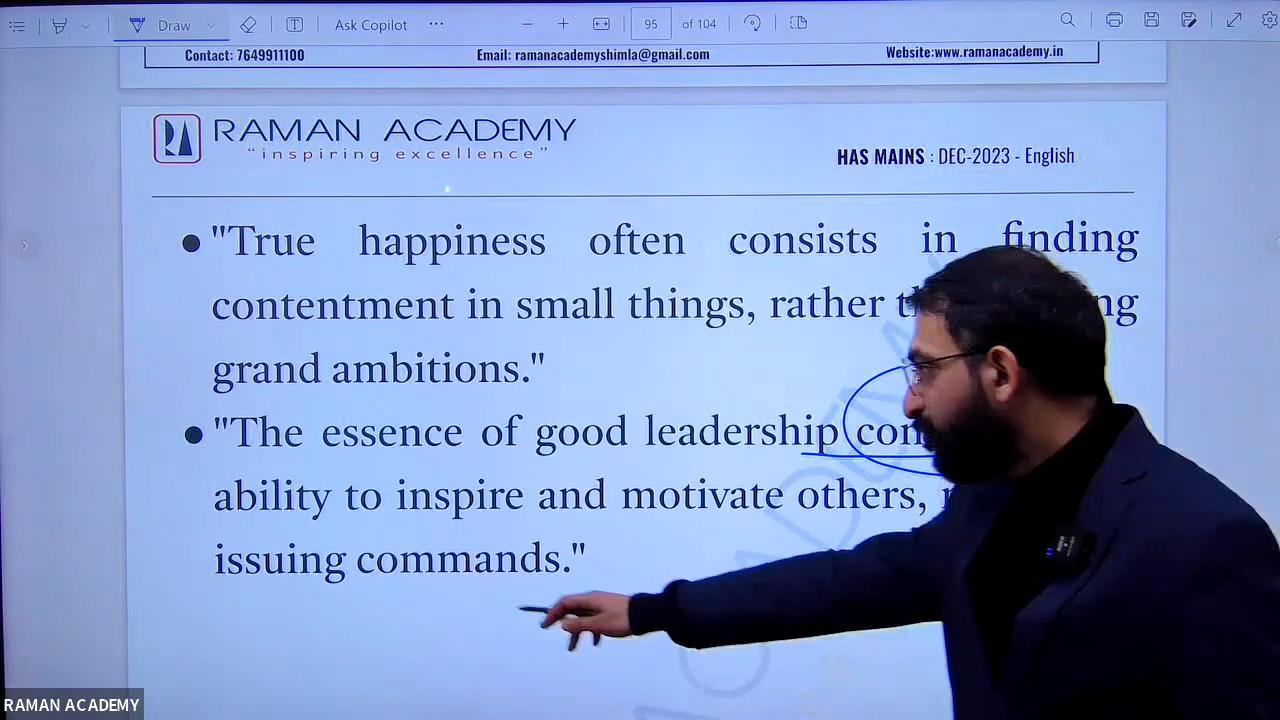 Draw
Ask Copilot
95 of 104
Contact: 7649911100 Email: ramanacademyshimla@gmail.com Website:www.ramanacademy.in
RAMAN ACADEMY
"inspiring excellence"
HAS MAINS : DEC-2023 - English
"True happiness often consists in finding
contentment in small things, rather
grand ambitions."
"The essence of good leadership
ability to inspire and motivate others,
issuing commands."
RAMAN ACADEMY